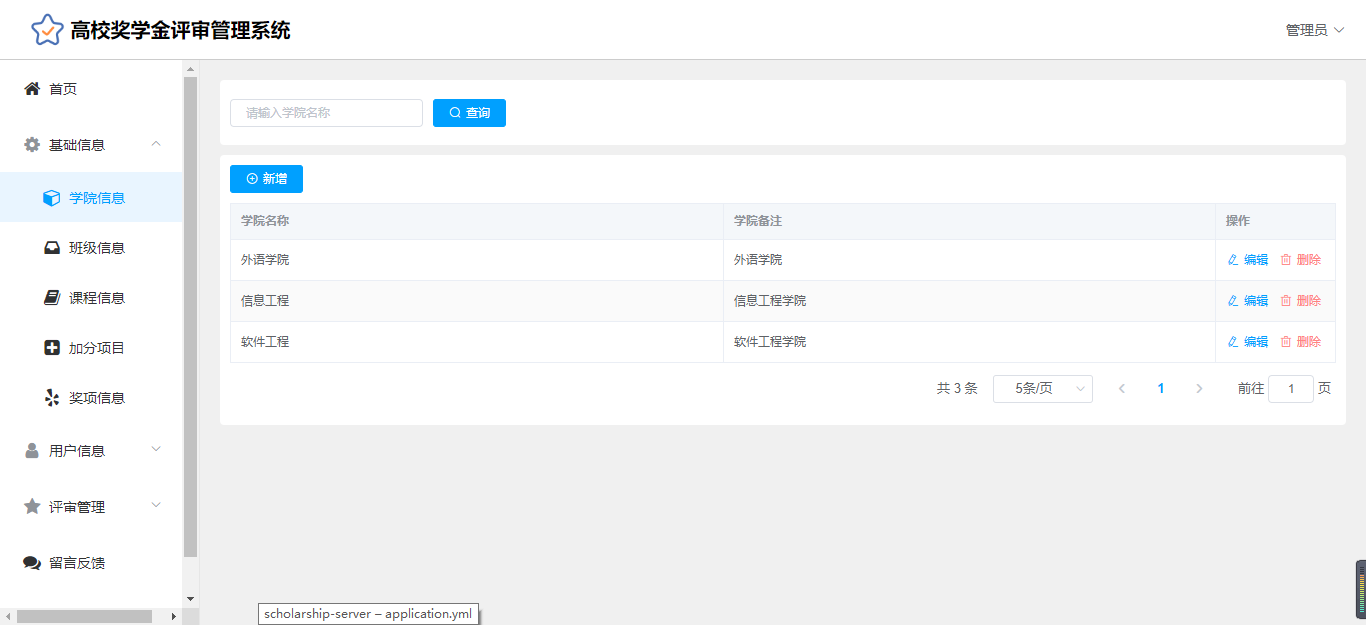 高校奖学金评审管理系统
管理员
首页
基础信息
学院信息
班级信息
课程信息
加分项目
奖项信息
用户信息
评审管理
留言反馈
请输入学院名称 查询
新增
学院名称 学院备注 操作
外语学院 外语学院 编辑 删除
信息工程 信息工程学院 编辑 删除
软件工程 软件工程学院 编辑 删除
共 3 条 5条/页 1 前往 1 页
scholarship-server – application.yml